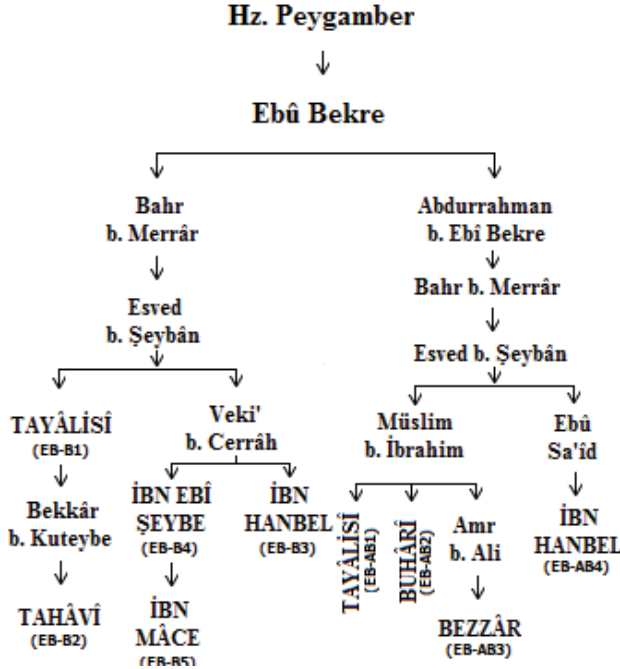 Hz. Peygamber
Ebû Bekre
Bahr
b. Merrâr
Esved
b. Şeybân
TAYÂLİSÎ
(EB-B1)
Bekkâr
b. Kuteybe
TAHÂVÎ
(EB-B2)
Veki'
b. Cerrâh
İBN EBÎ
ŞEYBE
(EB-B4)
İBN
MÂCE
(EB-B5)
İBN
HANBEL
(EB-B3)
Abdurrahman
b. Ebî Bekre
Bahr b. Merrâr
Esved b. Şeybân
Müslim
b. İbrahim
TAYÂLİSÎ
(EB-AB1)
BUHÂRÎ
(EB-AB2)
Amr
b. Ali
BEZZÂR
(EB-AB3)
Ebû
Sa'îd
İBN
HANBEL
(EB-AB4)